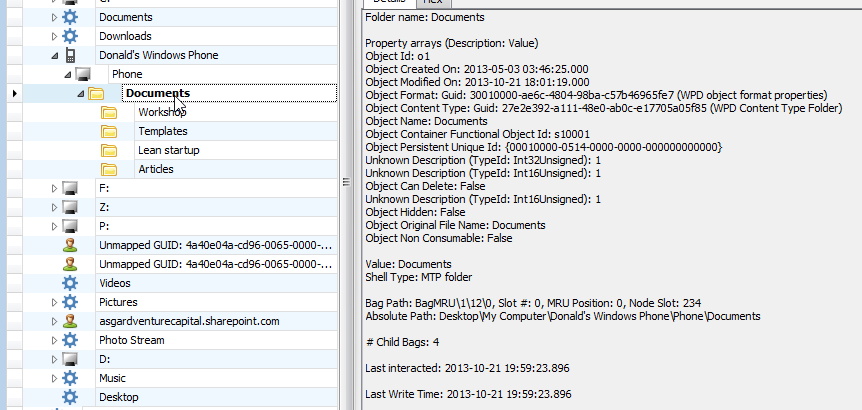 Documents
Downloads
Donald's Windows Phone
Phone
Documents
Workshop
Templates
Lean startup
Articles
F:
Z:
P:
Unmapped GUID: 4a40e04a-cd96-0065-0000-...
Unmapped GUID: 4a40e04a-cd96-0065-0000-...
Videos
Pictures
asgardventurecapital.sharepoint.com
Photo Stream
D:
Music
Desktop
Details Hex
Folder name: Documents
Property arrays (Description: Value)
Object Id: o1
Object Created On: 2013-05-03 03:46:25.000
Object Modified On: 2013-10-21 18:01:19.000
Object Format: Guid: 30010000-ae6c-4804-98ba-c57b46965fe7 (WPD object format properties)
Object Content Type: Guid: 27e2e392-a111-48e0-ab0c-e17705a05f85 (WPD Content Type Folder)
Object Name: Documents
Object Container Functional Object Id: s10001
Object Persistent Unique Id: {00010000-0514-0000-0000-000000000000}
Unknown Description (TypeId: Int32Unsigned): 1
Unknown Description (TypeId: Int16Unsigned): 1
Object Can Delete: False
Unknown Description (TypeId: Int16Unsigned): 1
Object Hidden: False
Object Original File Name: Documents
Object Non Consumable: False
Value: Documents
Shell Type: MTP folder
Bag Path: BagMRU\1\12\0, Slot #: 0, MRU Position: 0, Node Slot: 234
Absolute Path: Desktop\My Computer\Donald's Windows Phone\Phone\Documents
# Child Bags: 4
Last interacted: 2013-10-21 19:59:23.896
Last Write Time: 2013-10-21 19:59:23.896